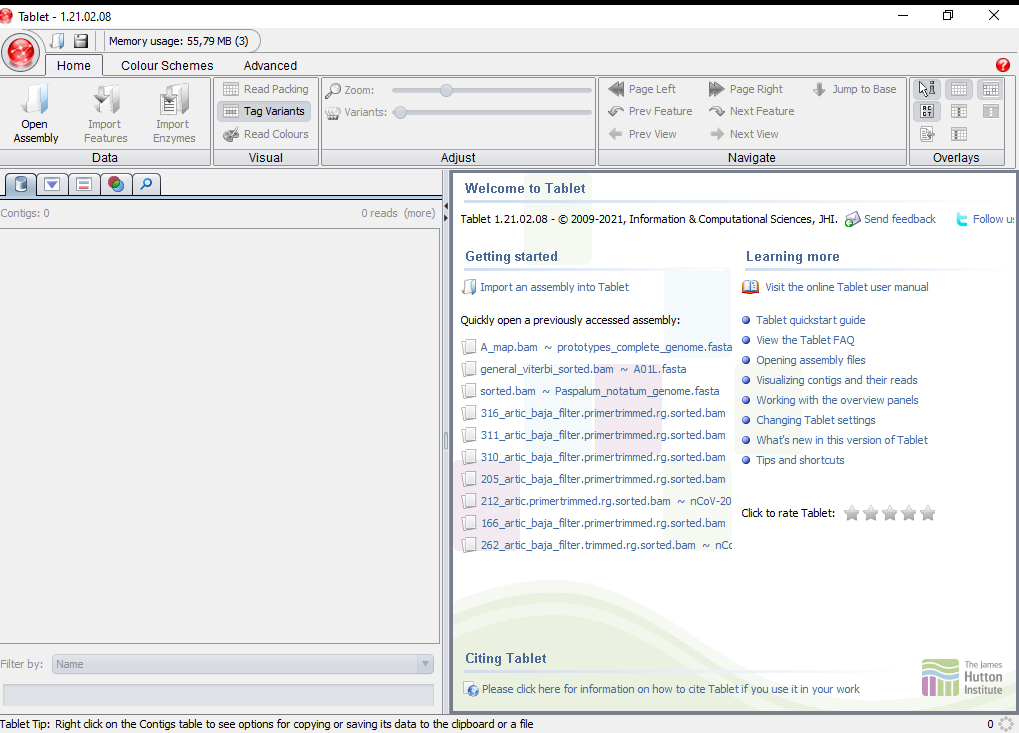 Tablet - 1.21.02.08
Memory usage: 55,79 MB (3)
Home Colour Schemes Advanced
Open Assembly
Import Features
Import Enzymes
Data
Read Packing
Tag Variants
Read Colours
Visual
Zoom:
Variants:
Adjust
Page Left Page Right Jump to Base
Prev Feature Next Feature
Prev View Next View
Navigate
Overlays
Contigs: 0 0 reads (more)
Filter by: Name
Welcome to Tablet
Tablet 1.21.02.08 - © 2009-2021, Information & Computational Sciences, JHI. Send feedback Follow us
Getting started
Import an assembly into Tablet
Quickly open a previously accessed assembly:
A_map.bam ~ prototypes_complete_genome.fasta
general_viterbi_sorted.bam ~ A01L.fasta
sorted.bam ~ Paspalum_notatum_genome.fasta
316_artic_baja_filter.primertrimmed.rg.sorted.bam
311_artic_baja_filter.primertrimmed.rg.sorted.bam
310_artic_baja_filter.primertrimmed.rg.sorted.bam
205_artic_baja_filter.primertrimmed.rg.sorted.bam
212_artic.primertrimmed.rg.sorted.bam ~ nCoV-20
166_artic_baja_filter.primertrimmed.rg.sorted.bam
262_artic_baja_filter.trimmed.rg.sorted.bam ~ nCo
Learning more
Visit the online Tablet user manual
Tablet quickstart guide
View the Tablet FAQ
Opening assembly files
Visualizing contigs and their reads
Working with the overview panels
Changing Tablet settings
What's new in this version of Tablet
Tips and shortcuts
Click to rate Tablet:
Citing Tablet
Please click here for information on how to cite Tablet if you use it in your work
The James
Hutton
Institute
Tablet Tip: Right click on the Contigs table to see options for copying or saving its data to the clipboard or a file
0